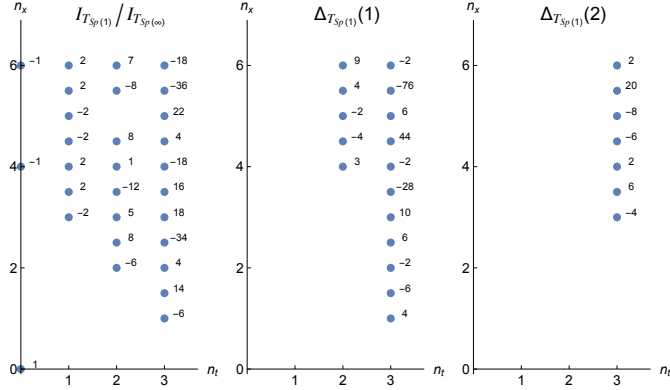 n_x I_{T_{Sp(1)}} / I_{T_{Sp(∞)}}
6 −1 2 7 −18
2 −8 −36
−2 22
−2 8 4
4 −1 2 1 −18
2 −12 16
−2 5 18
8 −34
2 −6 4
14
−6
0 1
1 2 3 n_t
n_x Δ_{T_{Sp(1)}}(1)
6 9 −2
4 −76
−2 6
−4 44
4 3 −2
−28
10
6
2 −2
−6
4
0
1 2 3 n_t
n_x Δ_{T_{Sp(1)}}(2)
6 2
20
−8
−6
4 2
6
−4
2
0
1 2 3 n_t